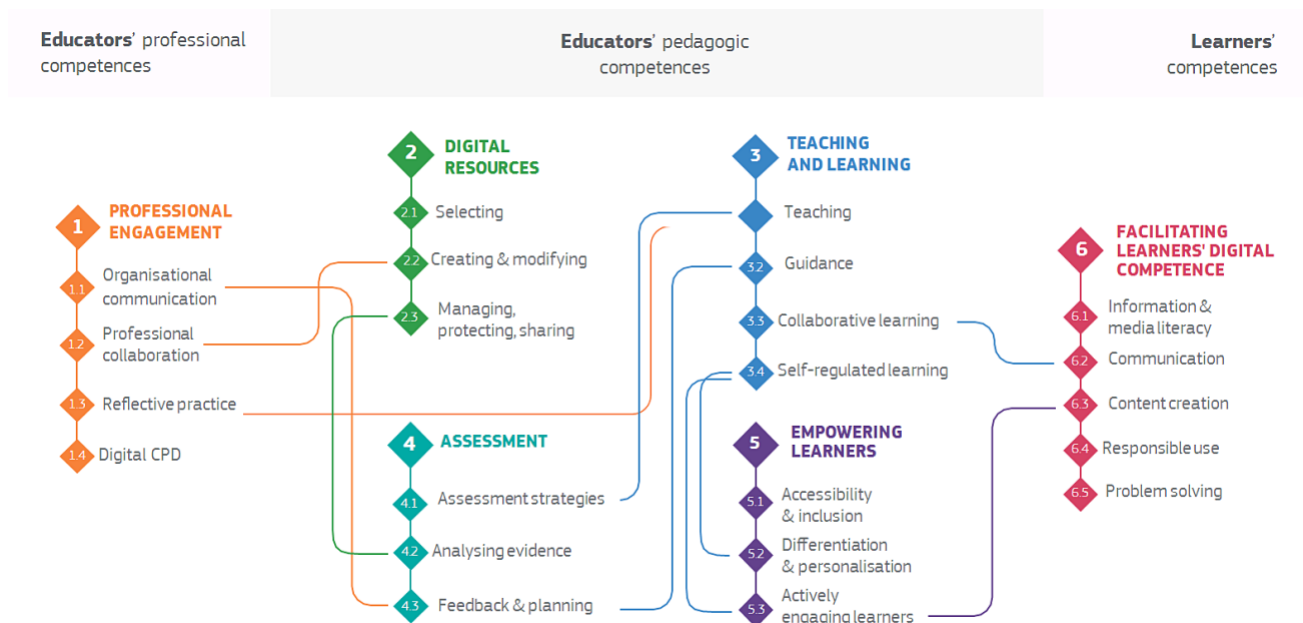 Educators' professional
competences
Educators' pedagogic
competences
Learners'
competences
1
PROFESSIONAL
ENGAGEMENT
1.1
Organisational
communication
1.2
Professional
collaboration
1.3
Reflective practice
1.4
Digital CPD
2
DIGITAL
RESOURCES
2.1
Selecting
2.2
Creating & modifying
2.3
Managing,
protecting, sharing
3
TEACHING
AND LEARNING
Teaching
3.2
Guidance
3.3
Collaborative learning
3.4
Self-regulated learning
4
ASSESSMENT
4.1
Assessment strategies
4.2
Analysing evidence
4.3
Feedback & planning
5
EMPOWERING
LEARNERS
5.1
Accessibility
& inclusion
5.2
Differentiation
& personalisation
5.3
Actively
engaging learners
6
FACILITATING
LEARNERS' DIGITAL
COMPETENCE
6.1
Information &
media literacy
6.2
Communication
6.3
Content creation
6.4
Responsible use
6.5
Problem solving